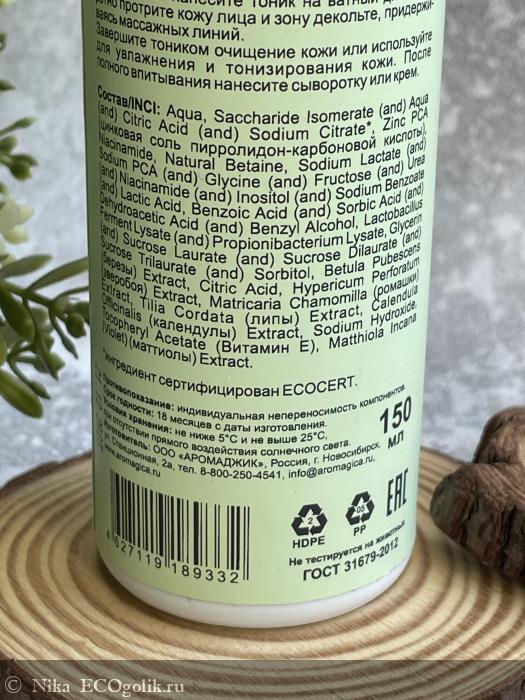 нанесите тоник на ватный
протрите кожу лица и зону декольте, придержи-
ваясь массажных линий.
Завершите тоником очищение кожи или используйте
для увлажнения и тонизирования кожи. После
полного впитывания нанесите сыворотку или крем.
Состав/INCI: Aqua, Saccharide Isomerate (and) Aqua
(and) Citric Acid (and) Sodium Citrate*, Zinc PCA
(цинковая соль пирролидон-карбоновой кислоты),
Niacinamide, Natural Betaine, Sodium Lactate (and)
Sodium PCA (and) Glycine (and) Fructose (and) Urea
(and) Niacinamide (and) Inositol (and) Sodium Benzoate
(and) Lactic Acid, Benzoic Acid (and) Sorbic Acid (and)
Dehydroacetic Acid (and) Benzyl Alcohol, Lactobacillus
Ferment Lysate (and) Propionibacterium Lysate, Glycerin
(and) Sucrose Laurate (and) Sucrose Dilaurate (and)
Sucrose Trilaurate (and) Sorbitol, Betula Pubescens
(березы) Extract, Citric Acid, Hypericum Perforatum
(зверобоя) Extract, Matricaria Chamomilla (ромашки)
Extract, Tilia Cordata (липы) Extract, Calendula
Officinalis (календулы) Extract, Sodium Hydroxide,
Tocopheryl Acetate (Витамин Е), Matthiola Incana
(Violet) (маттиолы) Extract.
*ингредиент сертифицирован ECOCERT.
Противопоказание: индивидуальная непереносимость компонентов.
Срок годности: 18 месяцев с даты изготовления.
Условия хранения: не ниже 5°С и не выше 25°С,
при отсутствии прямого воздействия солнечного света.
Изготовитель: ООО «АРОМАДЖИК», Россия, г. Новосибирск,
ул. Станционная, 2а, тел. 8-800-250-4541, info@aromagica.ru,
www.aromagica.ru
150
мл
4 627119 189332
2
HDPE
05
PP
EAC
Не тестируется на животных
ГОСТ 31679-2012
© Nika ECOgolik.ru